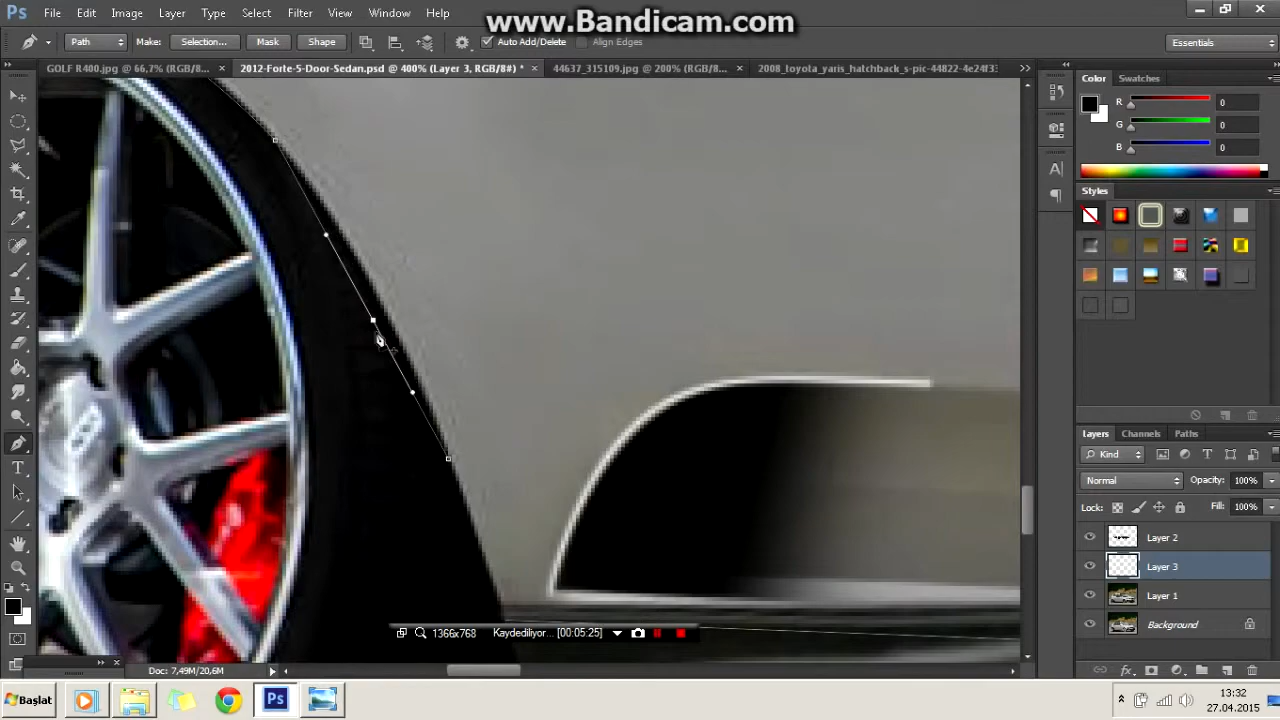 www.Bandicam.com
Ps File Edit Image Layer Type Select Filter View Window Help
Path Make: Selection... Mask Shape Auto Add/Delete Align Edges Essentials
GOLF R400.psd @ 66,7% (RGB/8... × 2012-Forte-5-Door-Sedan.psd @ 400% (Layer 3, RGB/8#) * × 44637_315109.jpg @ 200% (RGB/8... × 2008_toyota_yaris_hatchback_s-pic-44822-4e24f33
Color Swatches
R 0
G 0
B 0
Styles
Layers Channels Paths
Kind
Normal Opacity: 100%
Lock: Fill: 100%
Layer 2
Layer 3
Layer 1
Background
1366x768 Kaydediliyor... [00:05:25]
Doc: 7,49M/20,6M
Başlat Ps
13:32
27.04.2015